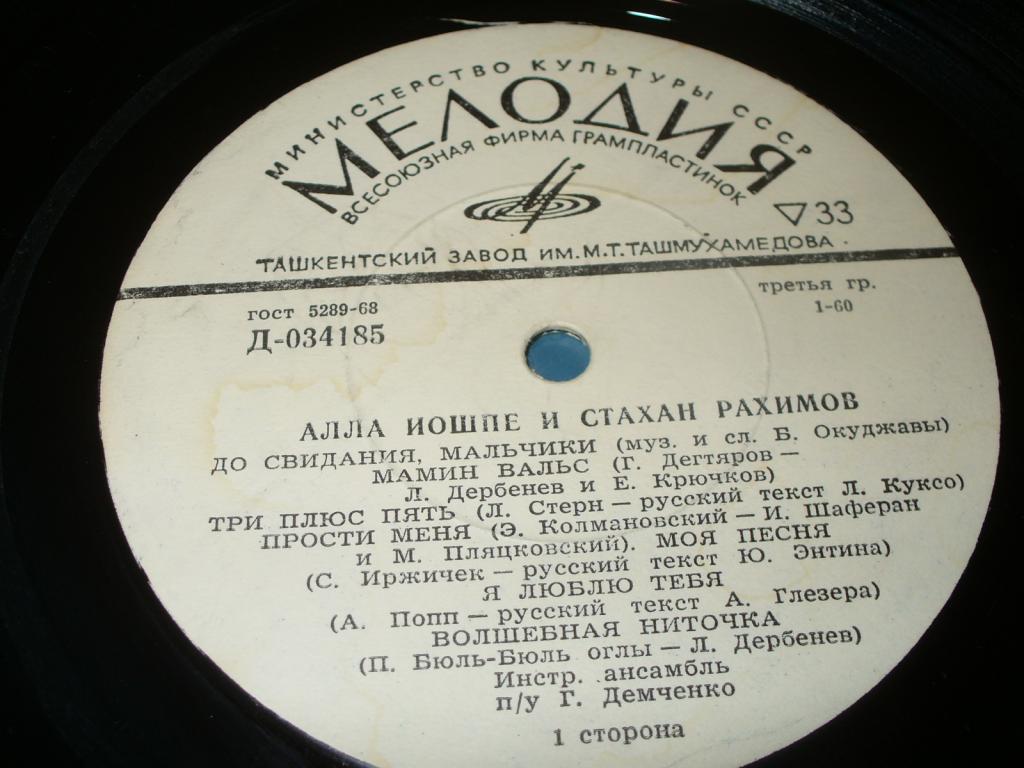 МИНИСТЕРСТВО КУЛЬТУРЫ СССР
МЕЛОДИЯ
ВСЕСОЮЗНАЯ ФИРМА ГРАМПЛАСТИНОК
▽33
ТАШКЕНТСКИЙ ЗАВОД ИМ. М.Т. ТАШМУХАМЕДОВА
гост 5289-68
Д-034185
третья гр.
1-60
АЛЛА ИОШПЕ И СТАХАН РАХИМОВ
ДО СВИДАНИЯ, МАЛЬЧИКИ (муз. и сл. Б. Окуджавы)
МАМИН ВАЛЬС (Г. Дегтяров —
Л. Дербенев и Е. Крючков)
ТРИ ПЛЮС ПЯТЬ (Л. Стерн — русский текст Л. Куксо)
ПРОСТИ МЕНЯ (Э. Колмановский — И. Шаферан
и М. Пляцковский). МОЯ ПЕСНЯ
(С. Иржичек — русский текст Ю. Энтина)
Я ЛЮБЛЮ ТЕБЯ
(А. Попп — русский текст А. Глезера)
ВОЛШЕБНАЯ НИТОЧКА
(П. Бюль-Бюль оглы — Л. Дербенев)
Инстр. ансамбль
п/у Г. Демченко
1 сторона